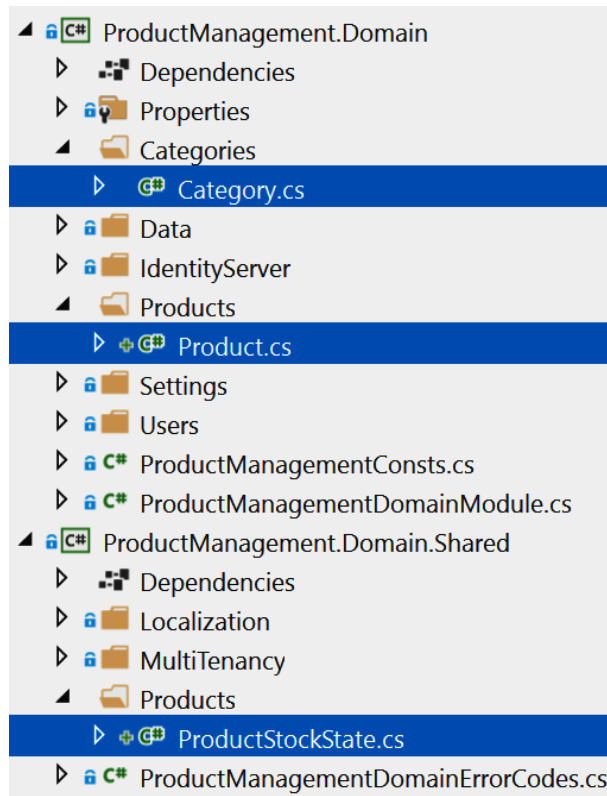 C# ProductManagement.Domain
Dependencies
Properties
Categories
C# Category.cs
Data
IdentityServer
Products
C# Product.cs
Settings
Users
C# ProductManagementConsts.cs
C# ProductManagementDomainModule.cs
C# ProductManagement.Domain.Shared
Dependencies
Localization
MultiTenancy
Products
C# ProductStockState.cs
C# ProductManagementDomainErrorCodes.cs